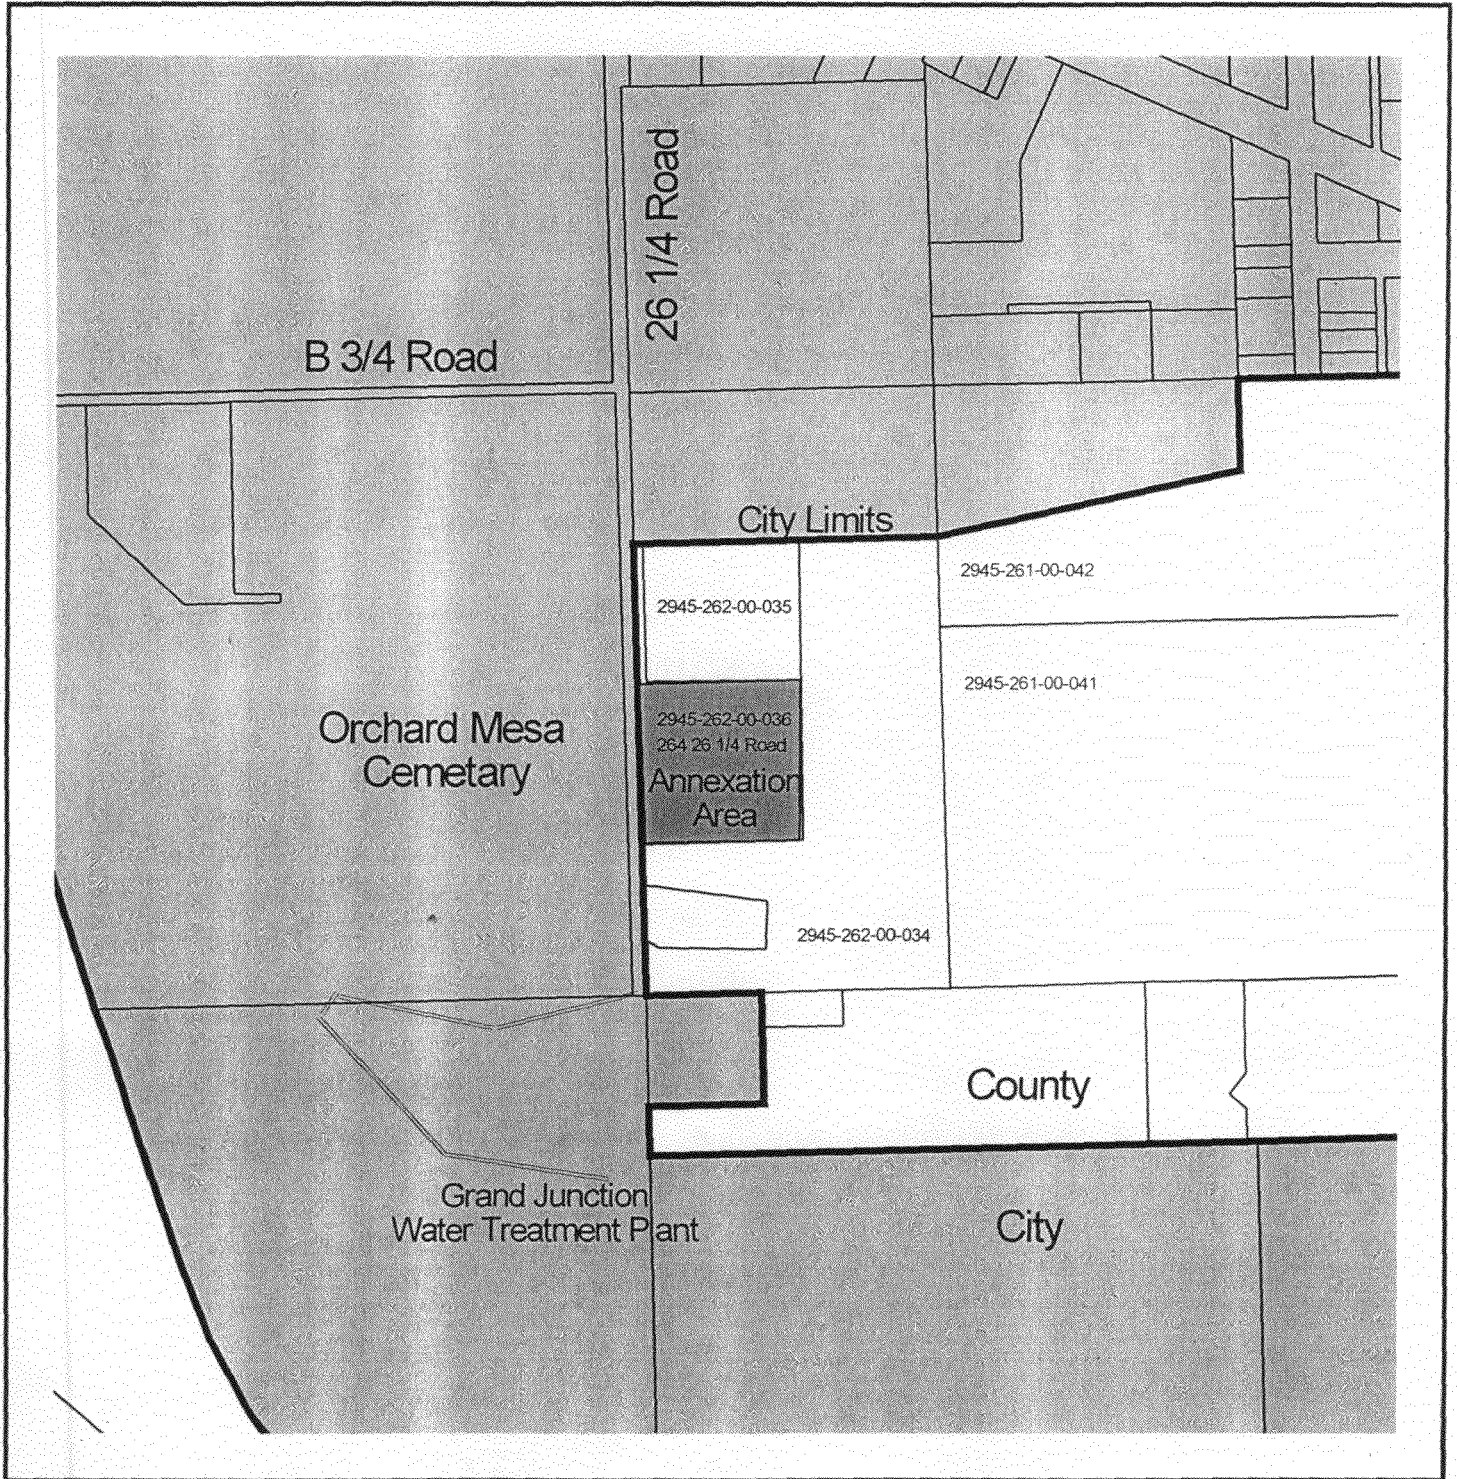 26 1/4 Road
B 3/4 Road
City Limits
2945-261-00-042
2945-262-00-035
2945-261-00-041
2945-262-00-036
264 26 1/4 Road
Annexation
Area
Orchard Mesa
Cemetary
2945-262-00-034
County
Grand Junction
Water Treatment Plant
City